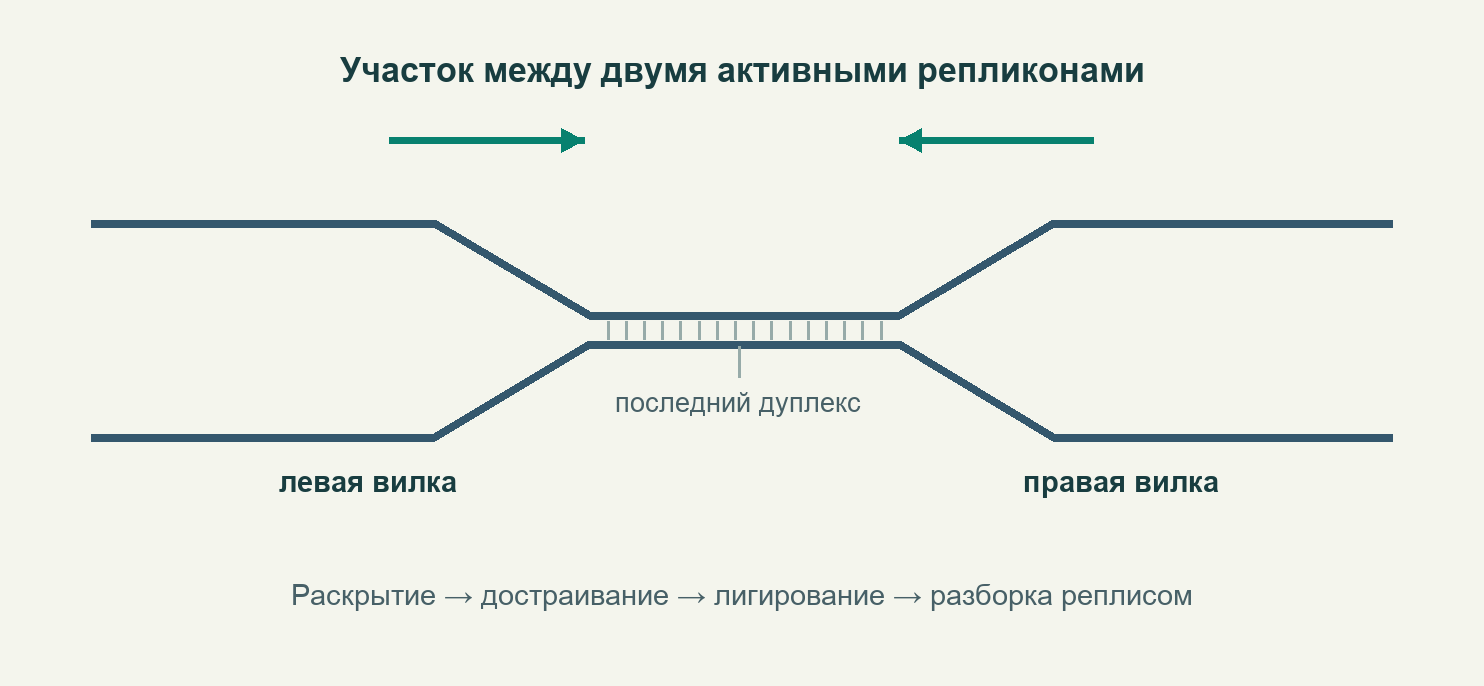 Участок между двумя активными репликонами
последний дуплекс
левая вилка
правая вилка
Раскрытие → достраивание → лигирование → разборка реплисом